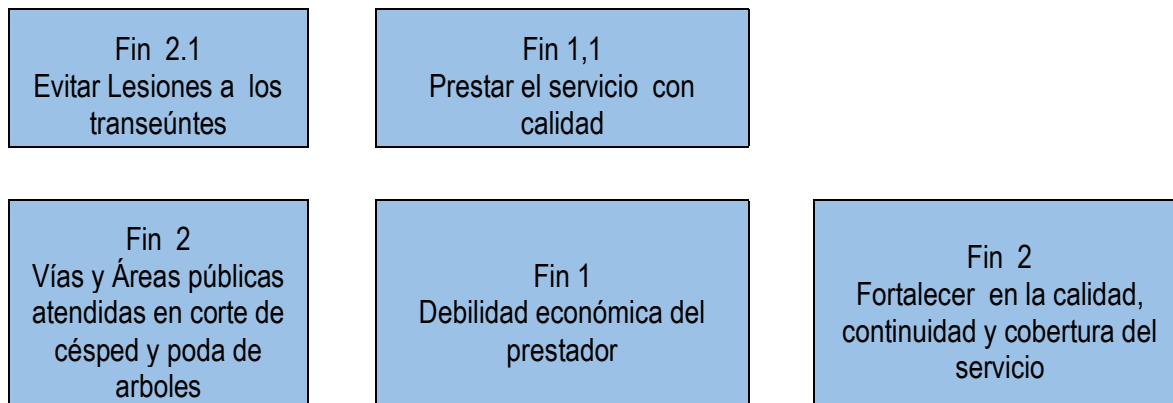 Fin 2.1
Evitar Lesiones a los
transeúntes
Fin 1,1
Prestar el servicio con
calidad
Fin 2
Vías y Áreas públicas
atendidas en corte de
césped y poda de
arboles
Fin 1
Debilidad económica del
prestador
Fin 2
Fortalecer en la calidad,
continuidad y cobertura del
servicio